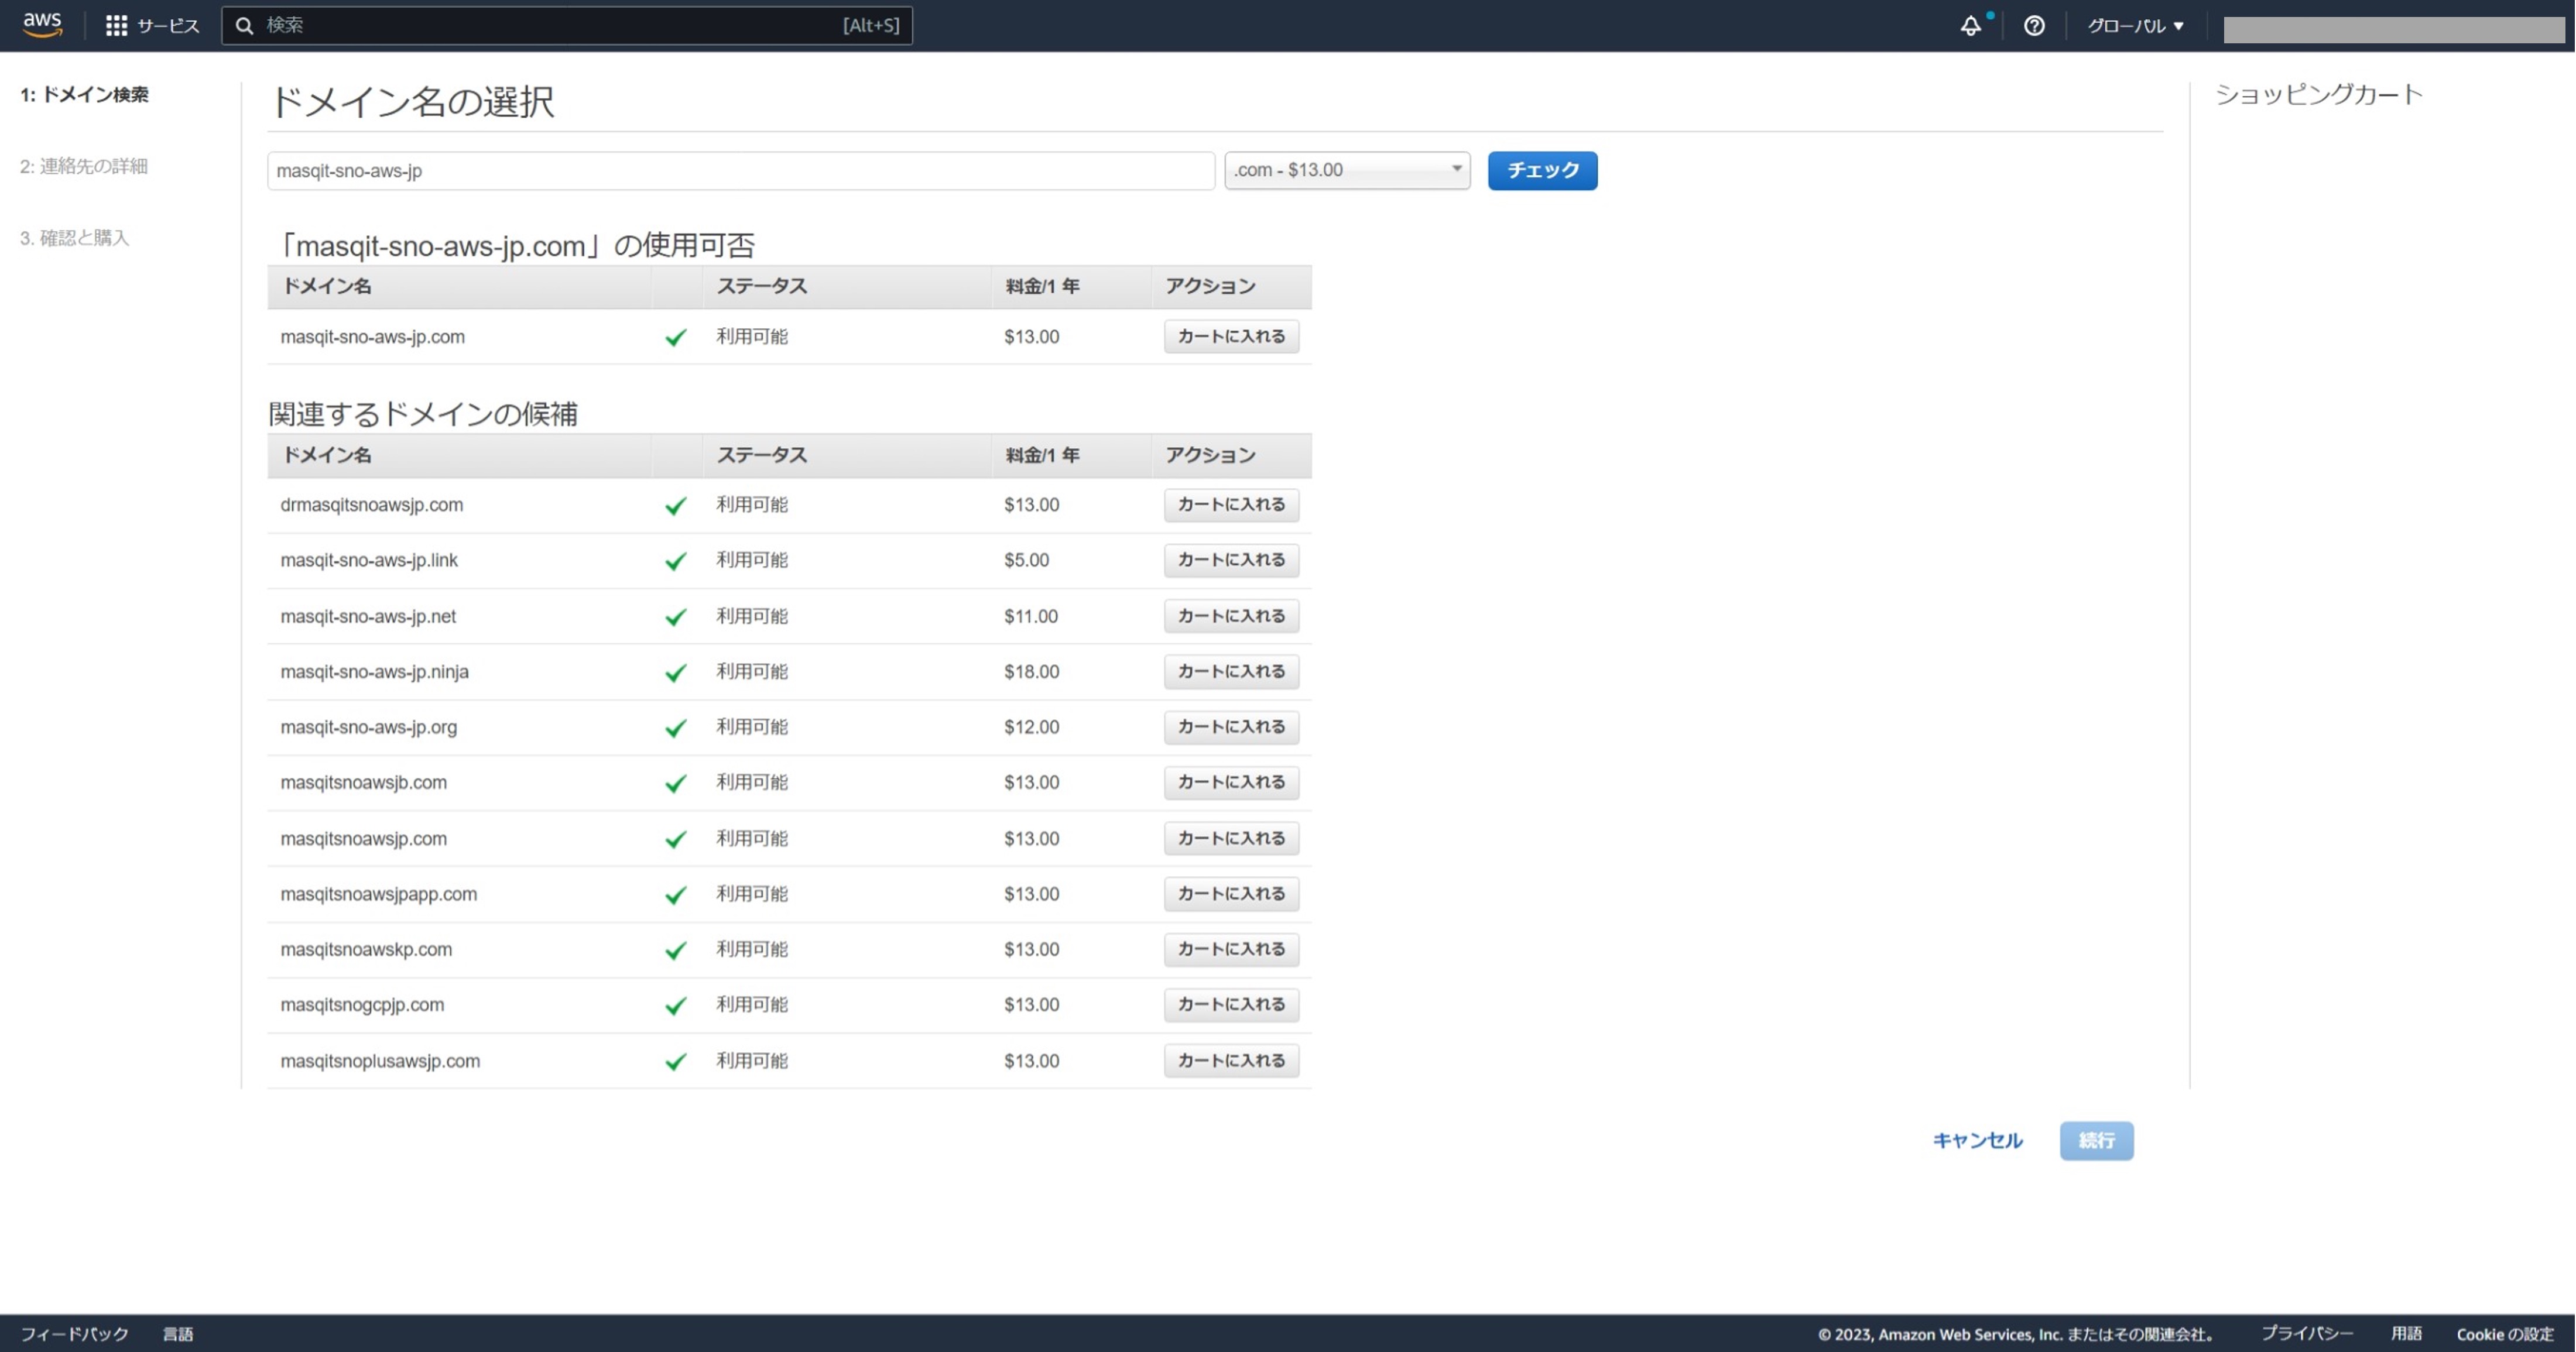 aws サービス 検索 [Alt+S] グローバル ▼
1: ドメイン検索
2: 連絡先の詳細
3. 確認と購入
ドメイン名の選択
masqit-sno-aws-jp .com - $13.00 チェック
「masqit-sno-aws-jp.com」の使用可否
ドメイン名 ステータス 料金/1 年 アクション
masqit-sno-aws-jp.com 利用可能 $13.00 カートに入れる
関連するドメインの候補
ドメイン名 ステータス 料金/1 年 アクション
drmasqitsnoawsjp.com 利用可能 $13.00 カートに入れる
masqit-sno-aws-jp.link 利用可能 $5.00 カートに入れる
masqit-sno-aws-jp.net 利用可能 $11.00 カートに入れる
masqit-sno-aws-jp.ninja 利用可能 $18.00 カートに入れる
masqit-sno-aws-jp.org 利用可能 $12.00 カートに入れる
masqitsnoawsjb.com 利用可能 $13.00 カートに入れる
masqitsnoawsjp.com 利用可能 $13.00 カートに入れる
masqitsnoawsjpapp.com 利用可能 $13.00 カートに入れる
masqitsnoawskp.com 利用可能 $13.00 カートに入れる
masqitsnogcpjp.com 利用可能 $13.00 カートに入れる
masqitsnoplusawsjp.com 利用可能 $13.00 カートに入れる
キャンセル 続行
ショッピングカート
フィードバック 言語 © 2023, Amazon Web Services, Inc. またはその関連会社。 プライバシー 用語 Cookie の設定